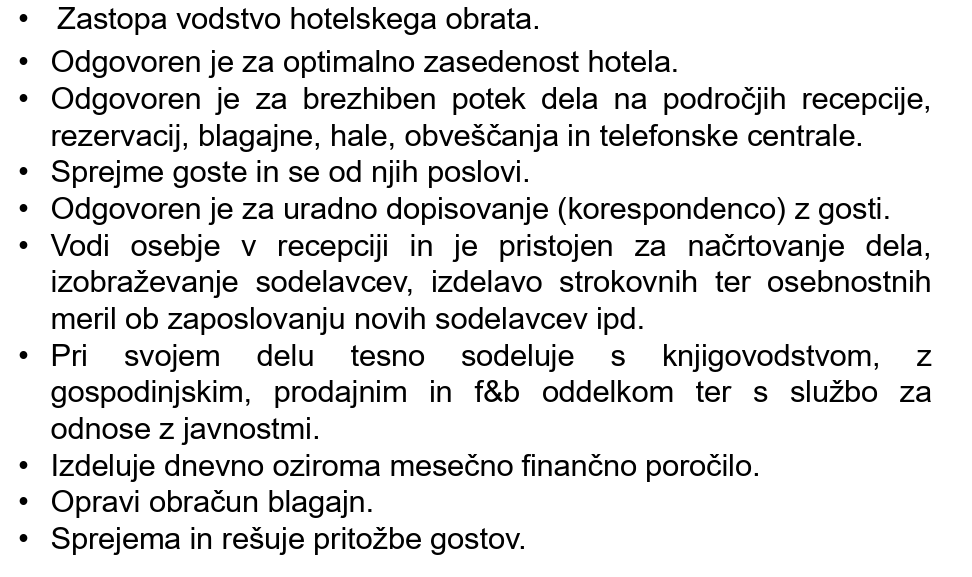 • Zastopa vodstvo hotelskega obrata.
• Odgovoren je za optimalno zasedenost hotela.
• Odgovoren je za brezhiben potek dela na področjih recepcije,
rezervacij, blagajne, hale, obveščanja in telefonske centrale.
• Sprejme goste in se od njih poslovi.
• Odgovoren je za uradno dopisovanje (korespondenco) z gosti.
• Vodi osebje v recepciji in je pristojen za načrtovanje dela,
izobraževanje sodelavcev, izdelavo strokovnih ter osebnostnih
meril ob zaposlovanju novih sodelavcev ipd.
• Pri svojem delu tesno sodeluje s knjigovodstvom, z
gospodinjskim, prodajnim in f&b oddelkom ter s službo za
odnose z javnostmi.
• Izdeluje dnevno oziroma mesečno finančno poročilo.
• Opravi obračun blagajn.
• Sprejema in rešuje pritožbe gostov.